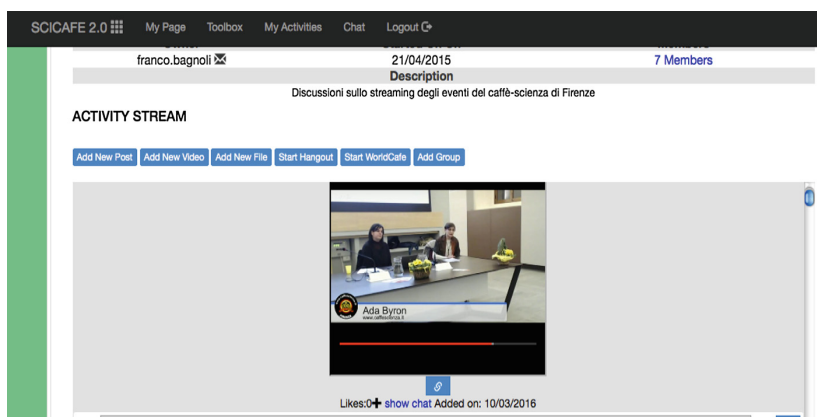 SCICAFE 2.0 My Page Toolbox My Activities Chat Logout
franco.bagnoli 21/04/2015 7 Members
Description
Discussioni sullo streaming degli eventi del caffè-scienza di Firenze
ACTIVITY STREAM
Add New Post Add New Video Add New File Start Hangout Start WorldCafe Add Group
Ada Byron
www.caffescienza.it
Likes:0 show chat Added on: 10/03/2016